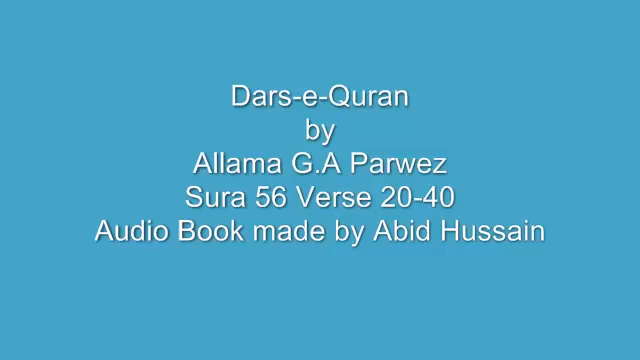 Dars-e-Quran
by
Allama G.A Parwez
Sura 56 Verse 20-40
Audio Book made by Abid Hussain